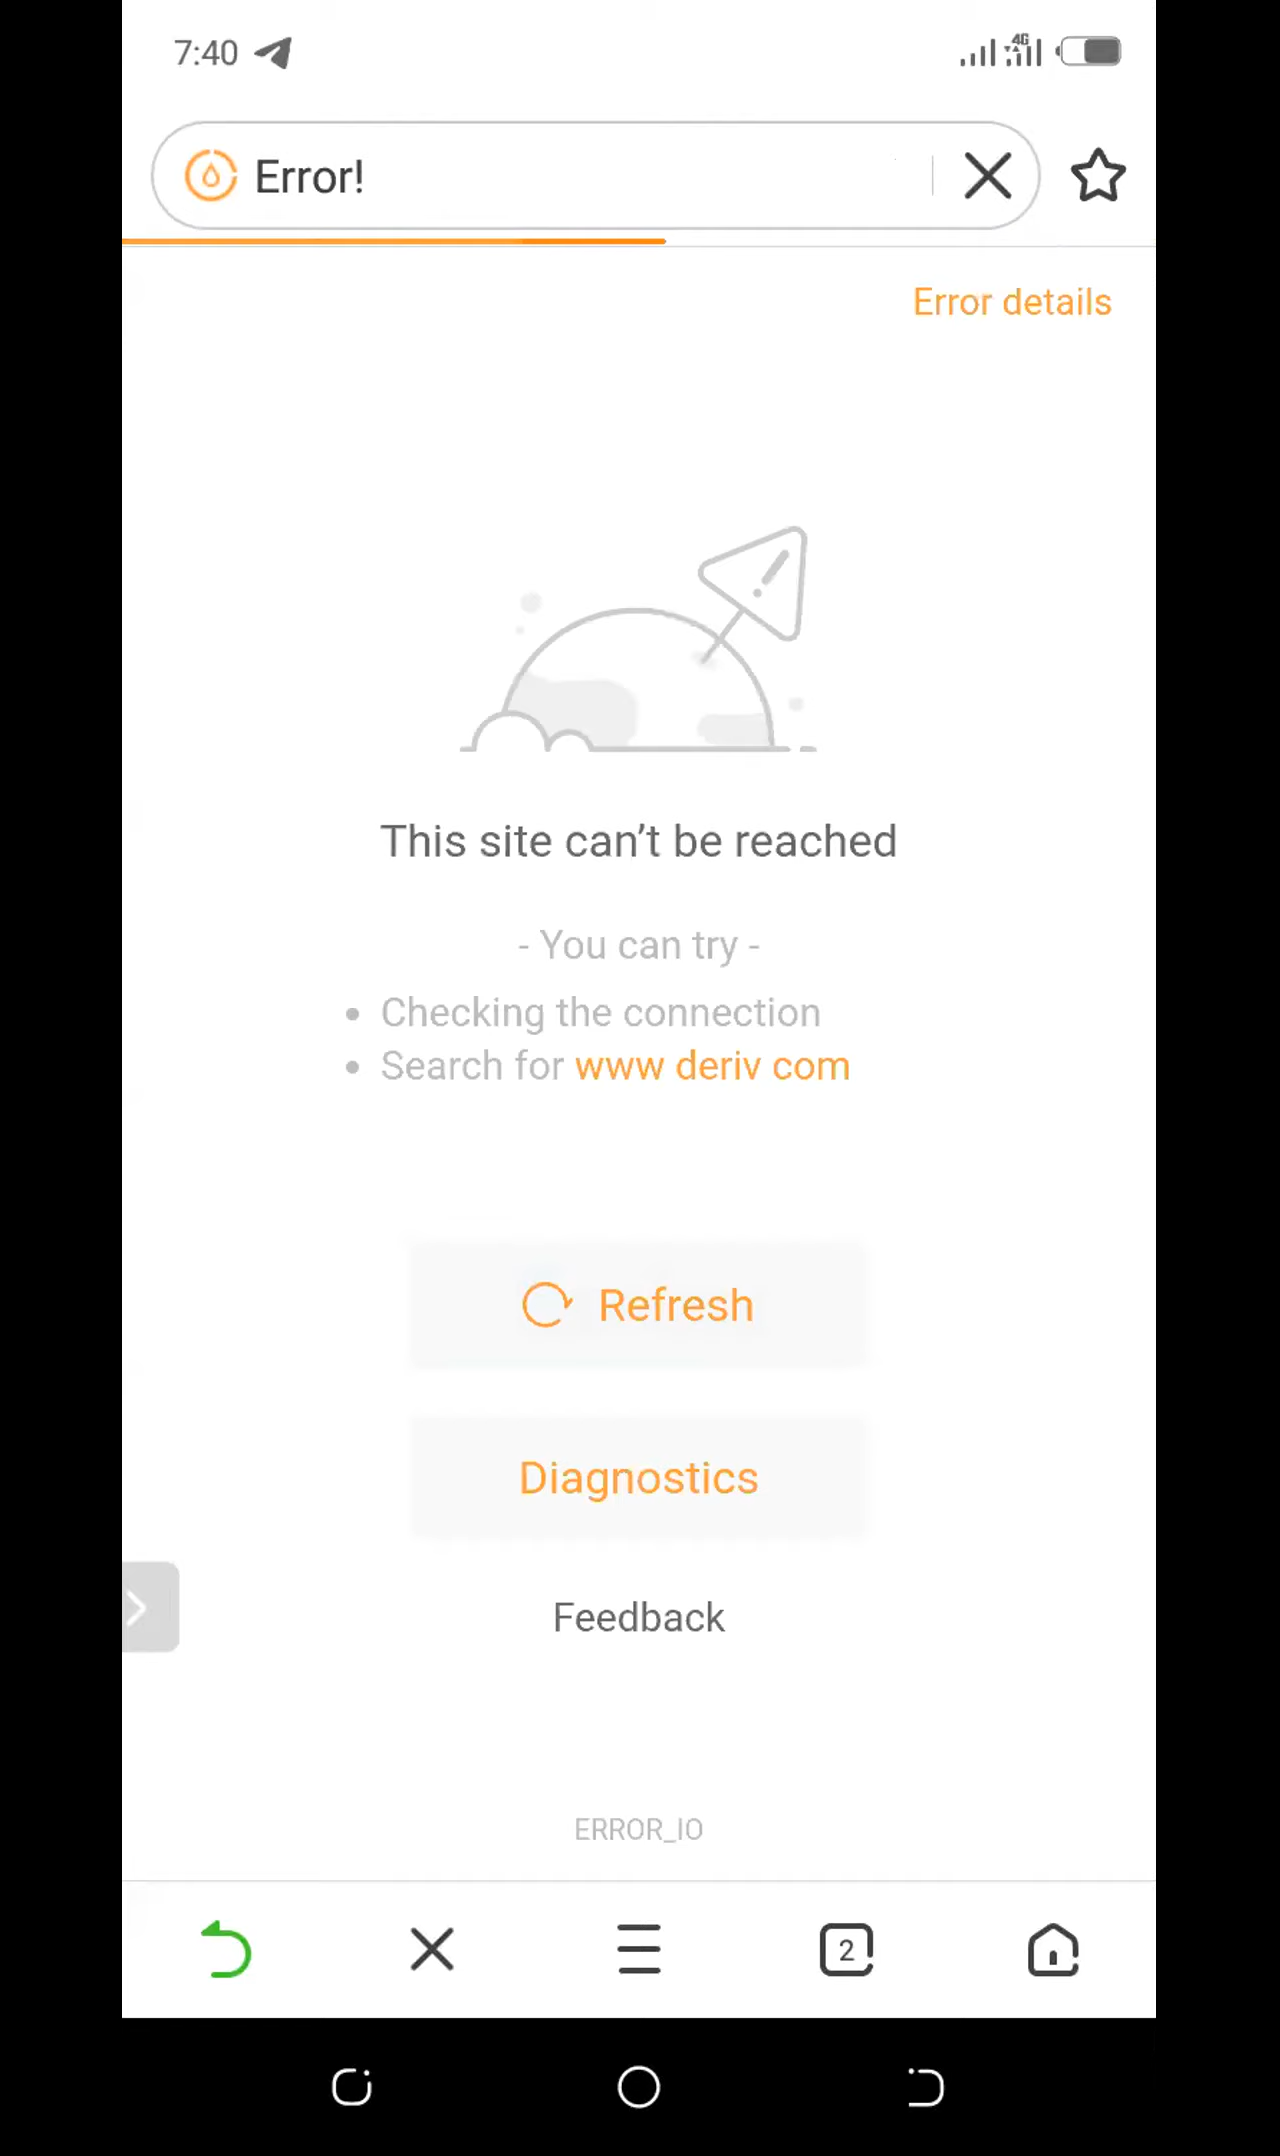 7:40
4G
Error!
Error details
This site can't be reached
- You can try -
• Checking the connection
• Search for www deriv com
Refresh
Diagnostics
Feedback
ERROR_IO
2